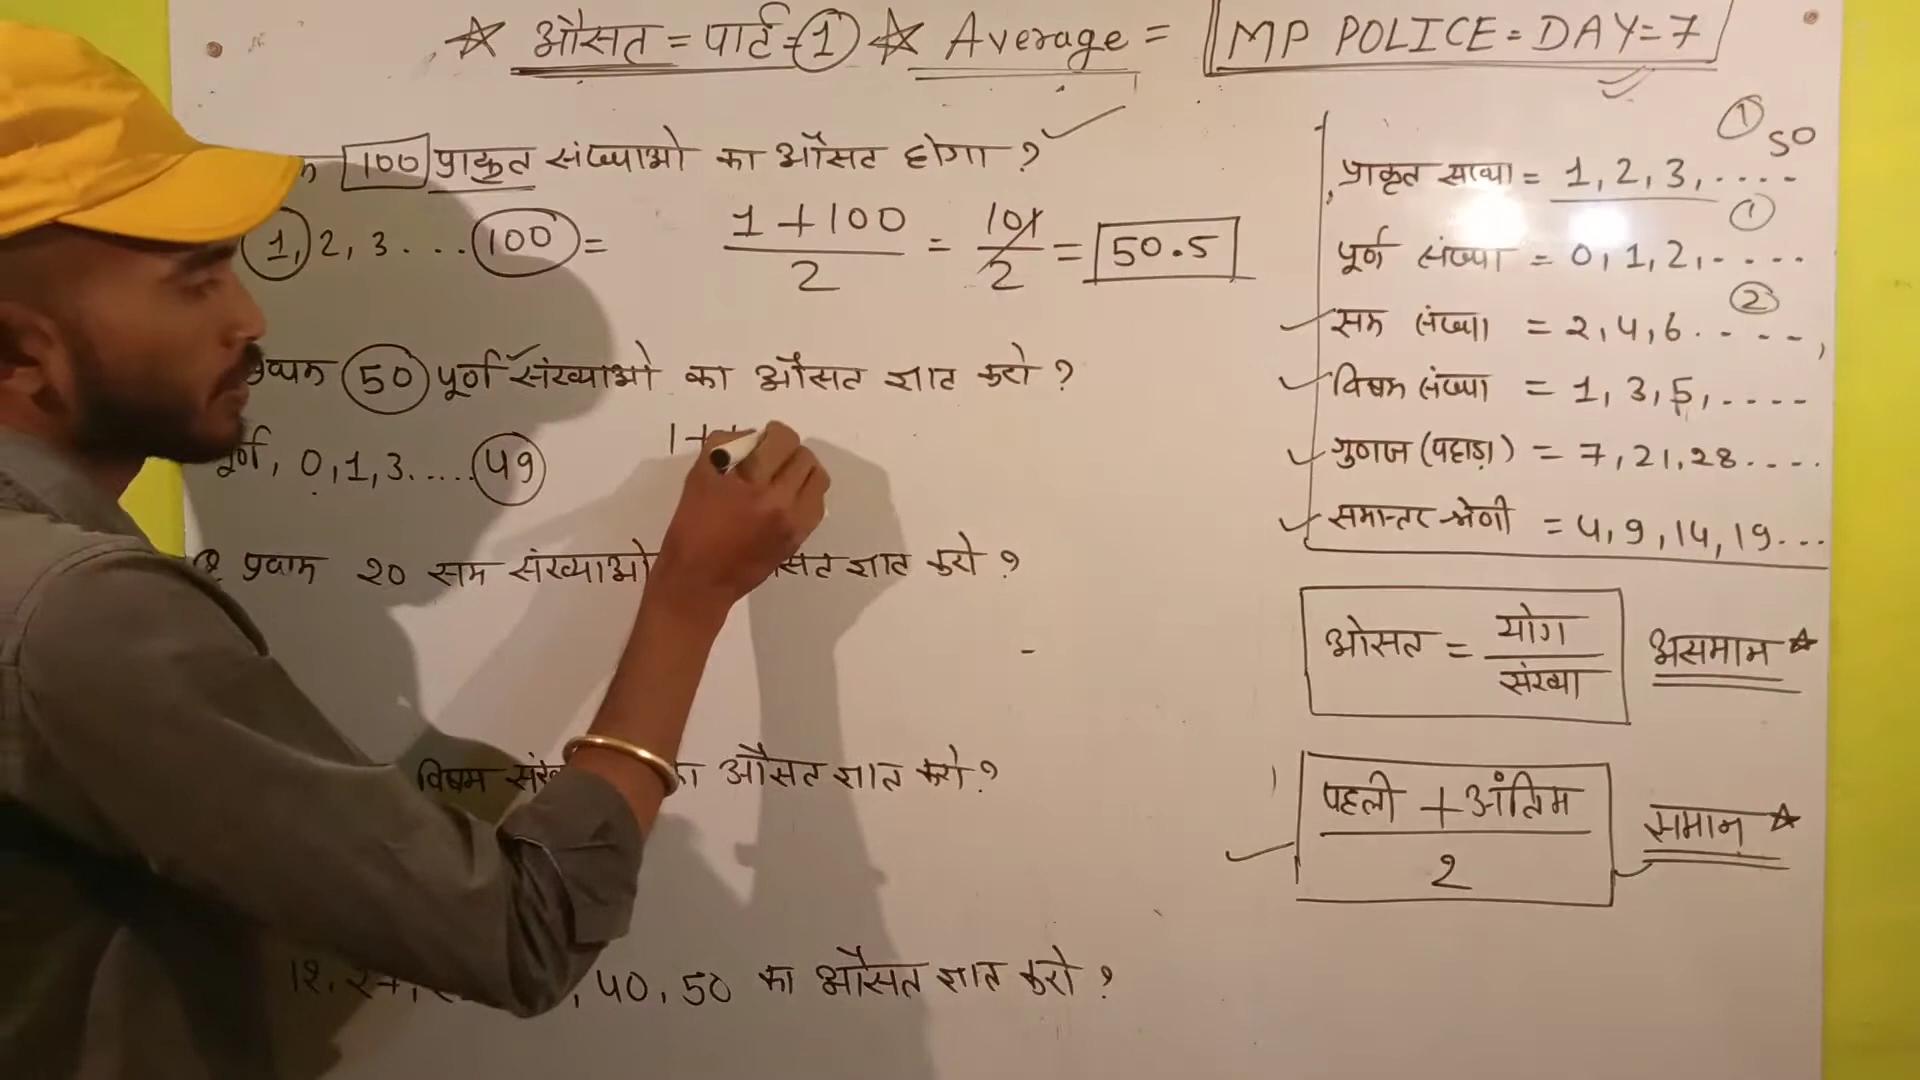 ☆ औसत = पार्ट-① ☆ Average = MP POLICE = DAY = 7
100 प्राकृत संख्याओ का औसत होगा ?
1, 2, 3 .... 100 = 1 + 100 / 2 = 101 / 2 = 50.5
प्रथम 50 पूर्ण संख्याओ का औसत ज्ञात करो ?
0, 1, 3 ..... 49
1 +
प्रथम 20 सम संख्याओ ज्ञात करो ?
विषम का औसत ज्ञात करो ?
40, 50 का औसत ज्ञात करो ?
① 50
प्राकृत संख्या = 1, 2, 3, ....
①
पूर्ण संख्या = 0, 1, 2, ....
②
सम संख्या = 2, 4, 6 ....,
विषम संख्या = 1, 3, 5, ....
गुणज (पहाड़ा) = 7, 21, 28 ....
समान्तर श्रेणी = 4, 9, 14, 19 ...
औसत = योग / संख्या असमान ☆
पहली + अंतिम / 2 समान ☆